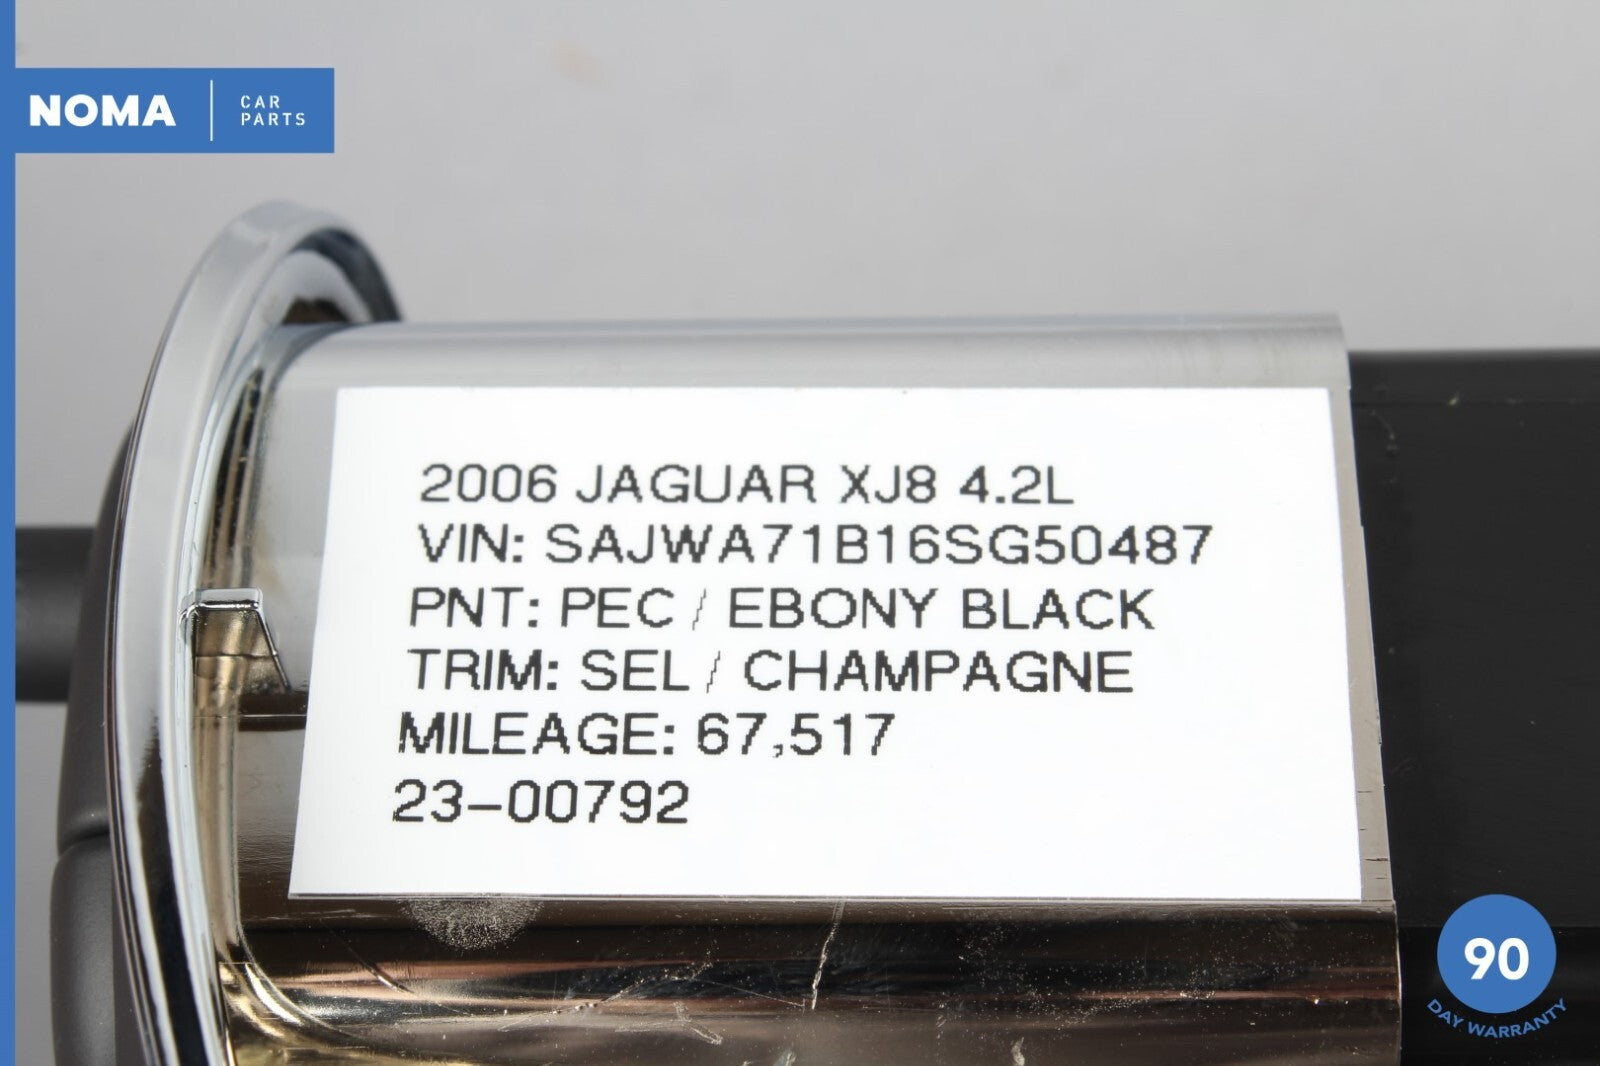 NOMA
CAR
PARTS
2006 JAGUAR XJ8 4.2L
VIN: SAJWA71B16SG50487
PNT: PEC / EBONY BLACK
TRIM: SEL / CHAMPAGNE
MILEAGE: 67,517
23-00792
90
DAY WARRANTY